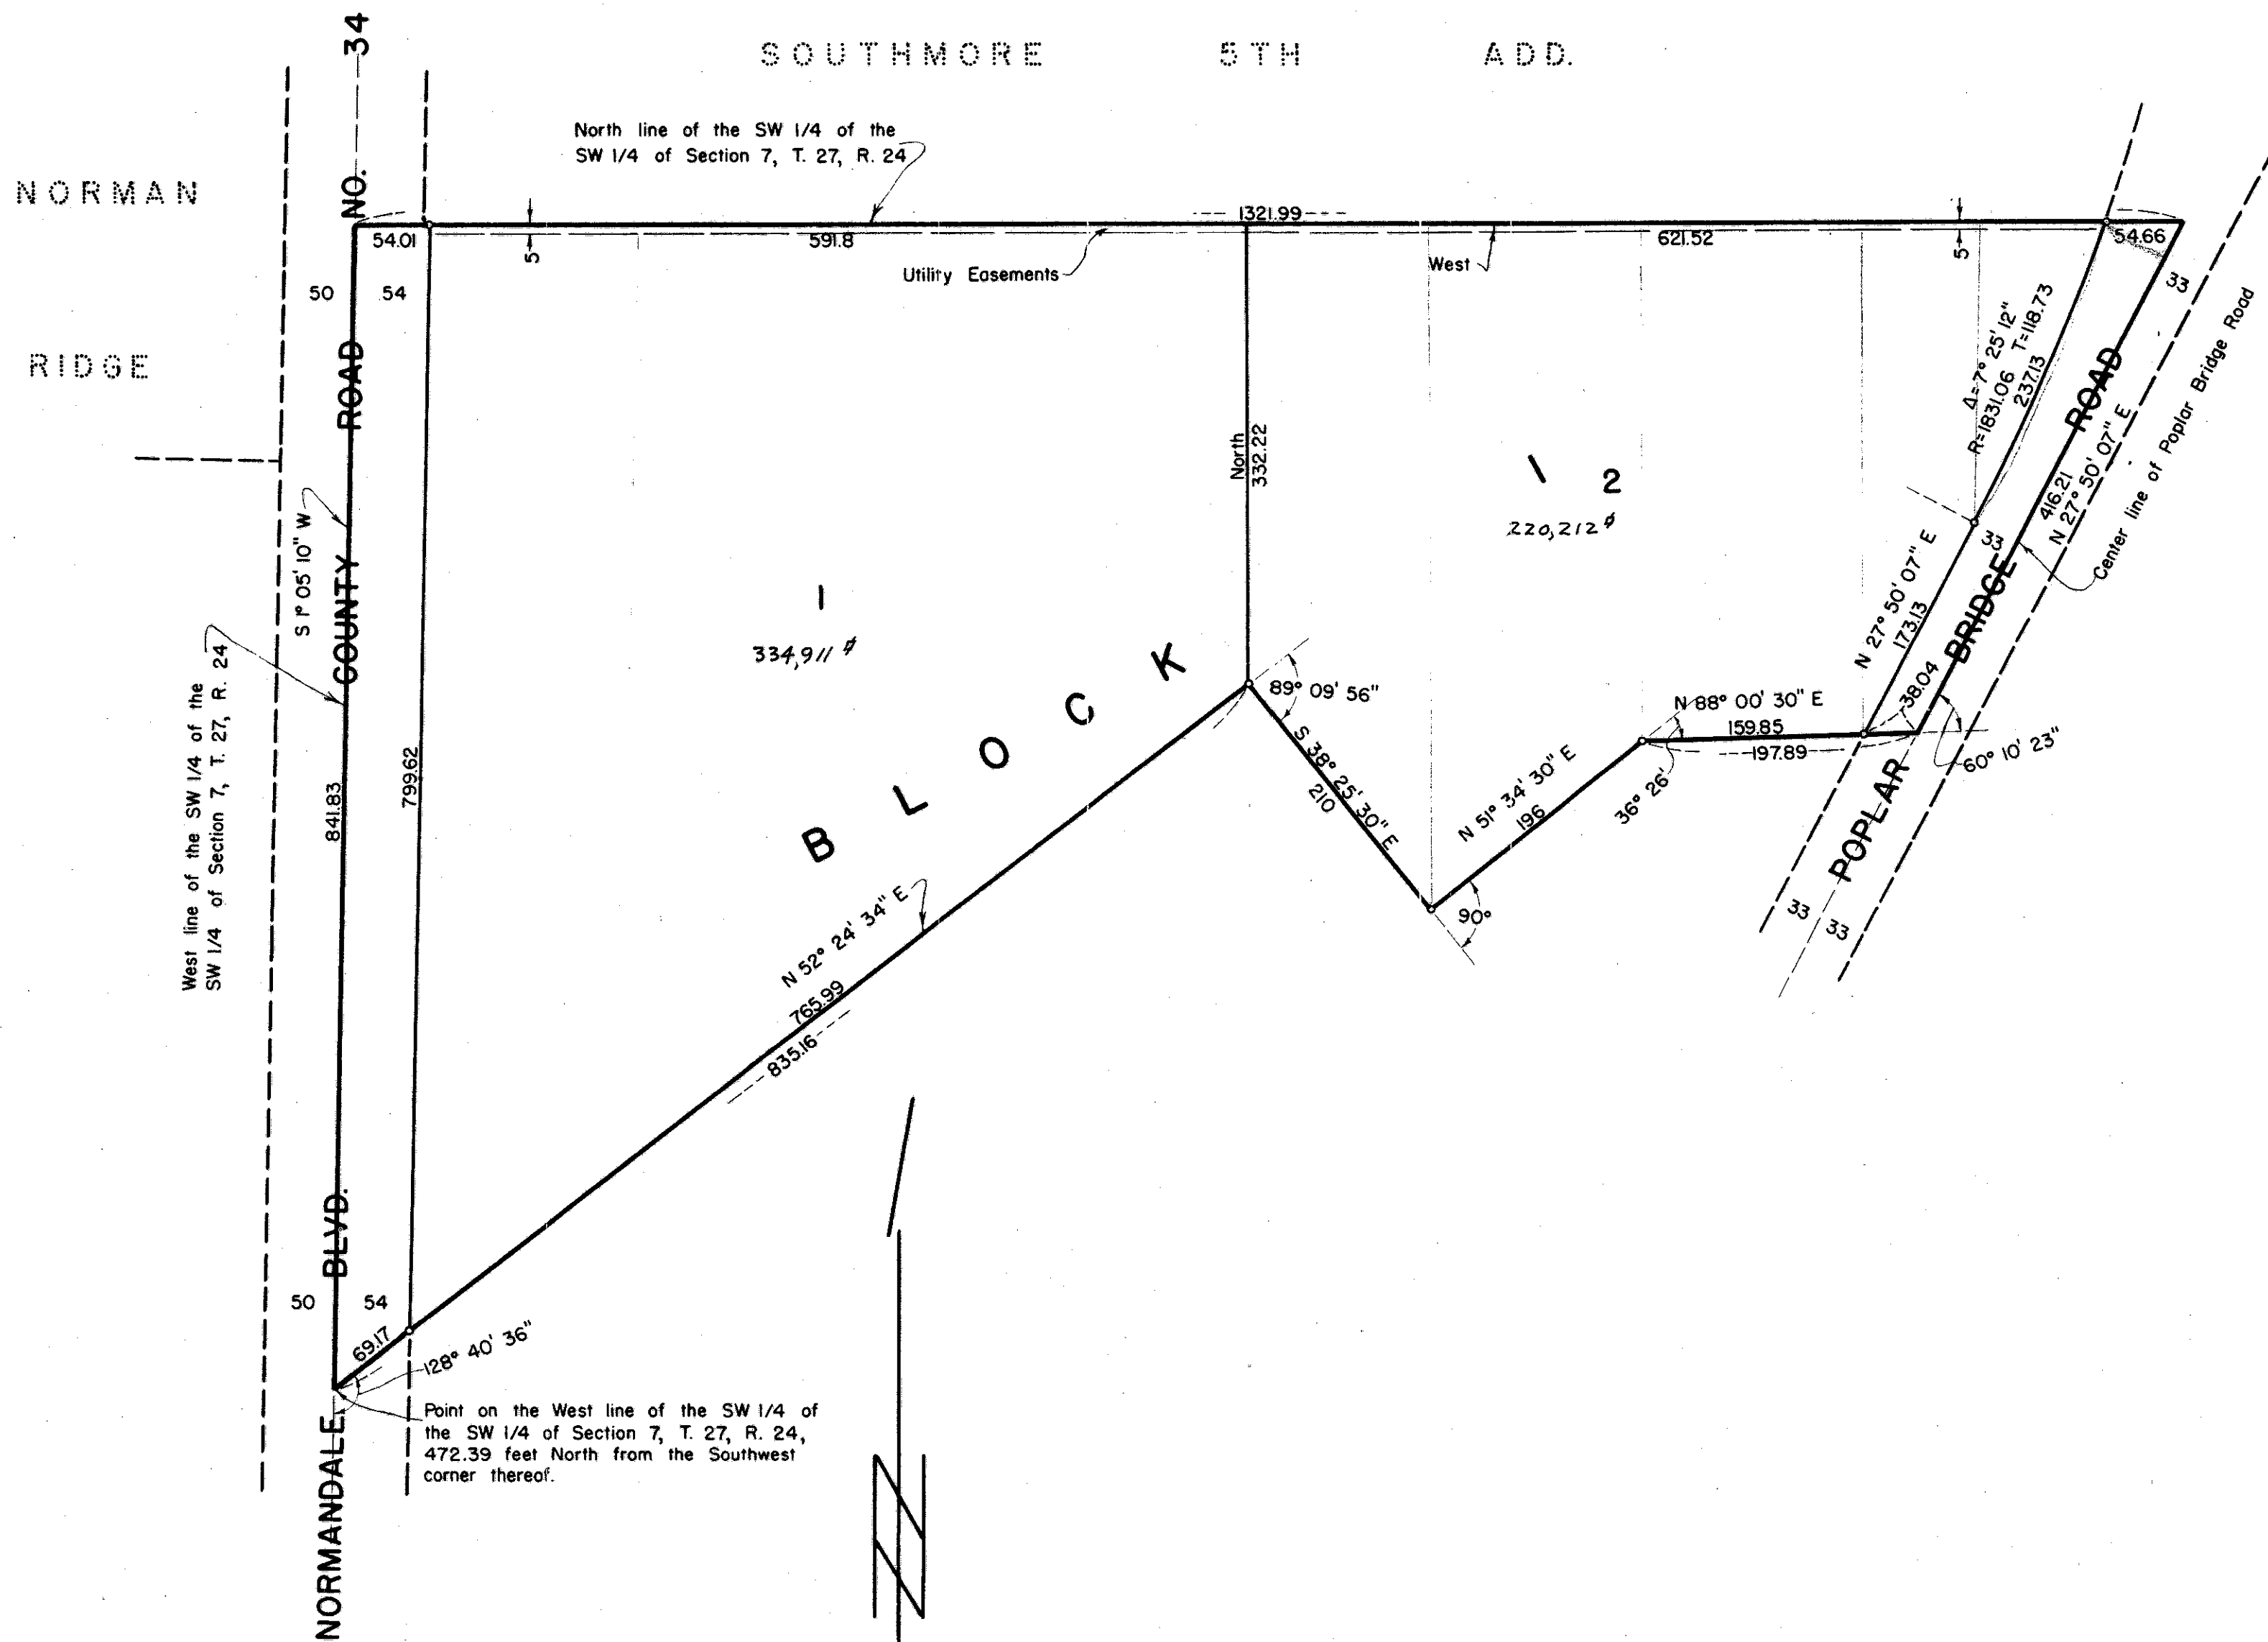 SOUTHMORE 5TH ADD.
NORMAN
RIDGE
NO. 34
COUNTY ROAD
NORMANDALE BLVD.
North line of the SW 1/4 of the
SW 1/4 of Section 7, T. 27, R. 24
1321.99
54.01
591.8
621.52
54.66
5
5
Utility Easements
West
50
54
33
S 1° 05' 10" W
West line of the SW 1/4 of the
SW 1/4 of Section 7, T. 27, R. 24
841.83
799.62
North
332.22
1
334,911
BLOCK
1
2
220,212
Δ=7° 25' 12"
R=1831.06 T=118.73
237.13
N 27° 50' 07" E
173.13
33
416.21
N 27° 50' 07" E
Center line of Poplar Bridge Road
POPLAR BRIDGE ROAD
38.04
89° 09' 56"
S 38° 25' 30" E
210
N 51° 34' 30" E
196
90°
36° 26'
N 88° 00' 30" E
159.85
197.89
60° 10' 23"
33
33
N 52° 24' 34" E
765.99
835.16
50
54
69.17
128° 40' 36"
Point on the West line of the SW 1/4 of
the SW 1/4 of Section 7, T. 27, R. 24,
472.39 feet North from the Southwest
corner thereof.